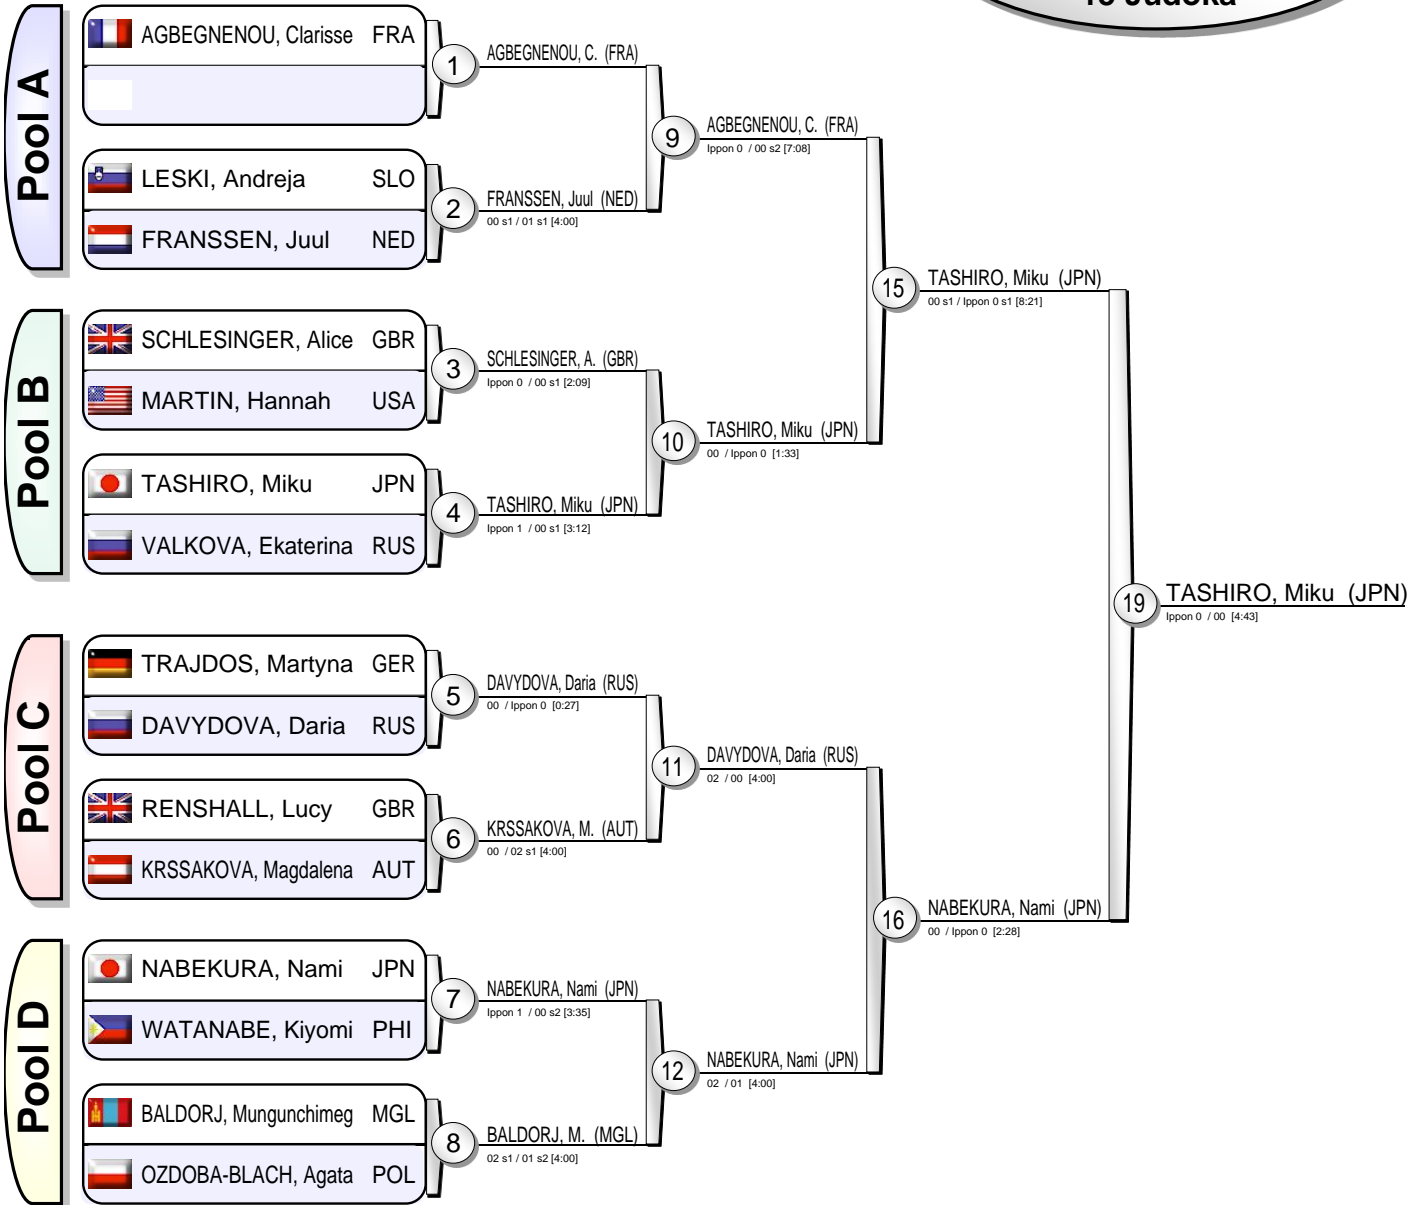 15 Judoka
Pool A
AGBEGNENOU, Clarisse FRA
1
LESKI, Andreja SLO
FRANSSEN, Juul NED
2
Pool B
SCHLESINGER, Alice GBR
MARTIN, Hannah USA
3
TASHIRO, Miku JPN
VALKOVA, Ekaterina RUS
4
Pool C
TRAJDOS, Martyna GER
DAVYDOVA, Daria RUS
5
RENSHALL, Lucy GBR
KRSSAKOVA, Magdalena AUT
6
Pool D
NABEKURA, Nami JPN
WATANABE, Kiyomi PHI
7
BALDORJ, Mungunchimeg MGL
OZDOBA-BLACH, Agata POL
8
AGBEGNENOU, C. (FRA)
9
FRANSSEN, Juul (NED)
00 s1 / 01 s1 [4:00]
SCHLESINGER, A. (GBR)
Ippon 0 / 00 s1 [2:09]
10
TASHIRO, Miku (JPN)
Ippon 1 / 00 s1 [3:12]
DAVYDOVA, Daria (RUS)
00 / Ippon 0 [0:27]
11
KRSSAKOVA, M. (AUT)
00 / 02 s1 [4:00]
NABEKURA, Nami (JPN)
Ippon 1 / 00 s2 [3:35]
12
BALDORJ, M. (MGL)
02 s1 / 01 s2 [4:00]
AGBEGNENOU, C. (FRA)
Ippon 0 / 00 s2 [7:08]
15
TASHIRO, Miku (JPN)
00 / Ippon 0 [1:33]
DAVYDOVA, Daria (RUS)
02 / 00 [4:00]
16
NABEKURA, Nami (JPN)
02 / 01 [4:00]
TASHIRO, Miku (JPN)
00 s1 / Ippon 0 s1 [8:21]
19
NABEKURA, Nami (JPN)
00 / Ippon 0 [2:28]
TASHIRO, Miku (JPN)
Ippon 0 / 00 [4:43]